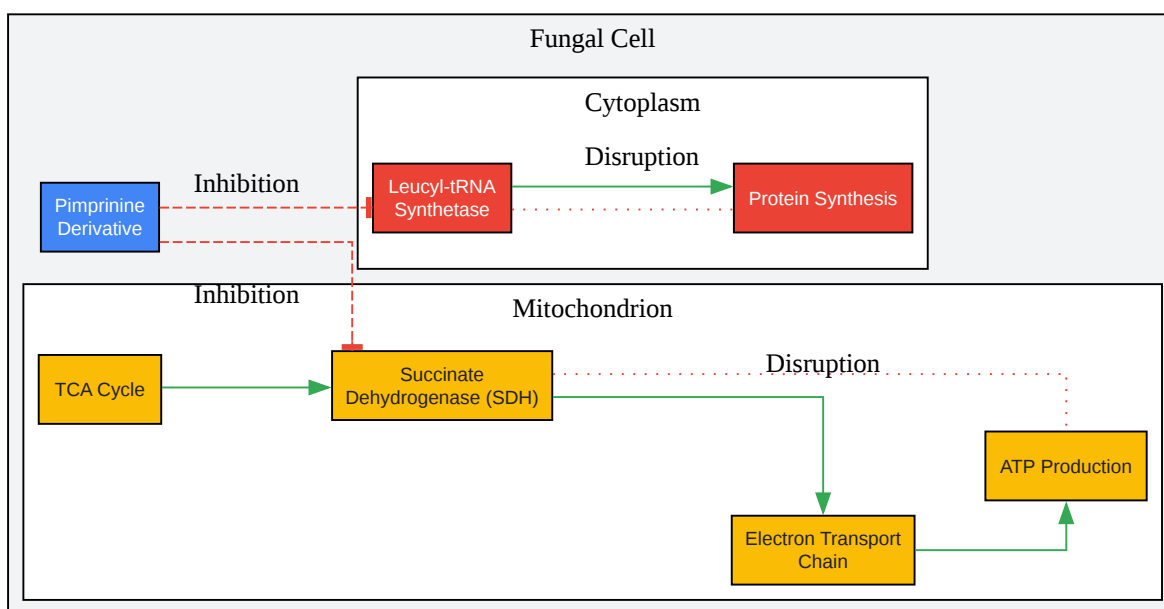 Fungal Cell
Cytoplasm
Inhibition
Disruption
Pimprinine
Derivative
Leucyl-tRNA
Synthetase
Protein Synthesis
Inhibition
Mitochondrion
TCA Cycle
Succinate
Dehydrogenase (SDH)
Disruption
ATP Production
Electron Transport
Chain